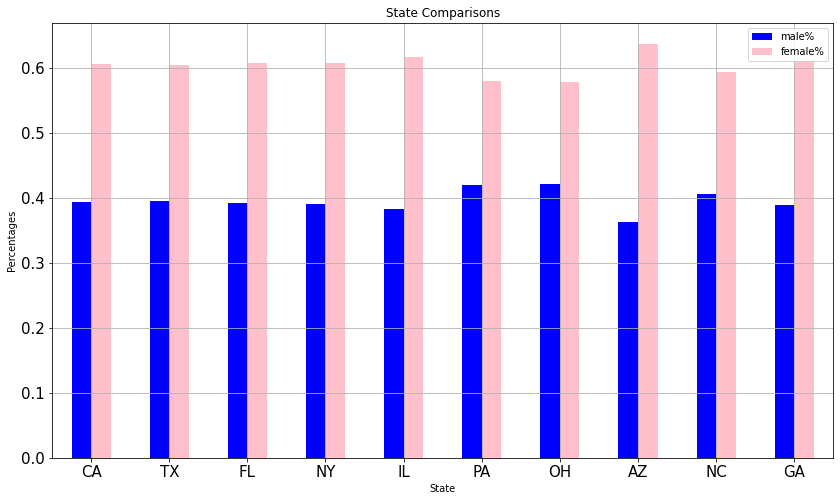 State Comparisons
male%
female%
Percentages
0.6
0.5
0.4
0.3
0.2
0.1
0.0
CA TX FL NY IL PA OH AZ NC GA
State